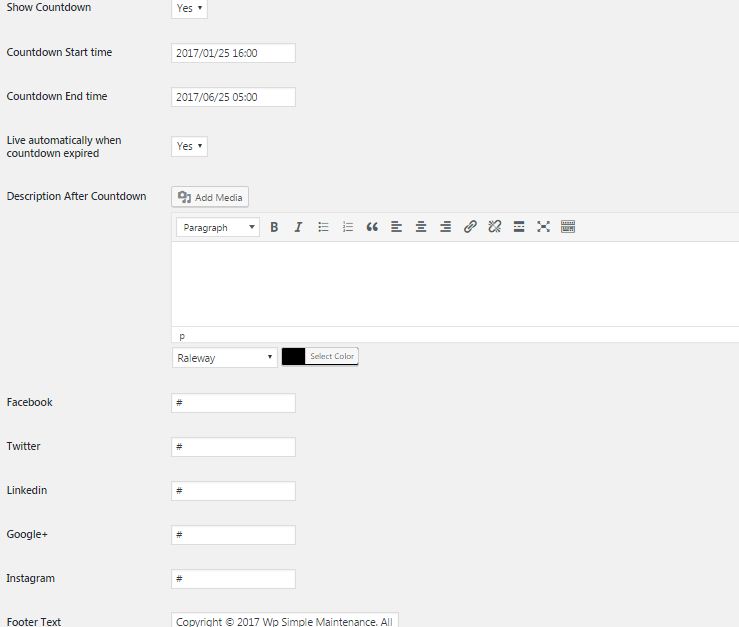 Show Countdown Yes
Countdown Start time 2017/01/25 16:00
Countdown End time 2017/06/25 05:00
Live automatically when
countdown expired Yes
Description After Countdown Add Media
Paragraph B I
p
Raleway Select Color
Facebook #
Twitter #
Linkedin #
Google+ #
Instagram #
Footer Text Copyright © 2017 Wp Simple Maintenance. All